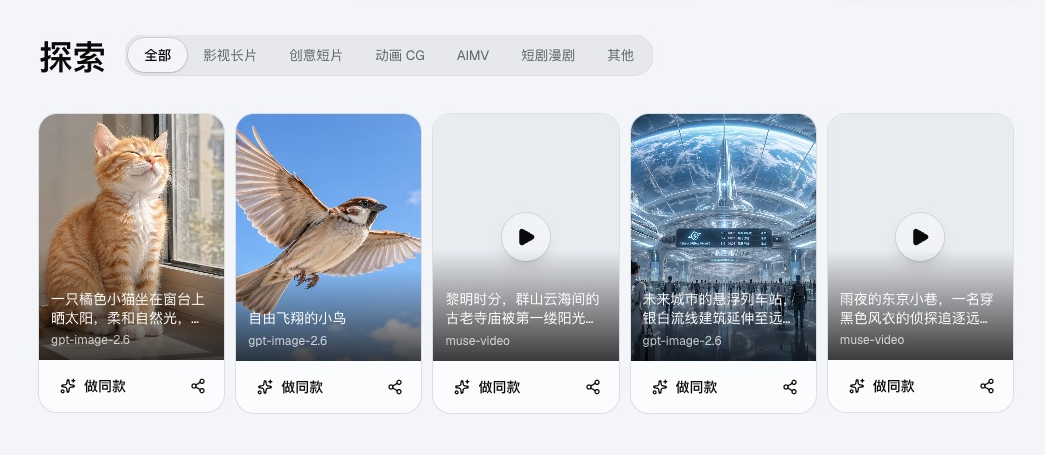 探索
全部
影视长片
创意短片
动画 CG
AIMV
短剧漫剧
其他
一只橘色小猫坐在窗台上
晒太阳，柔和自然光，...
gpt-image-2.6
做同款
自由飞翔的小鸟
gpt-image-2.6
做同款
黎明时分，群山云海间的
古老寺庙被第一缕阳光...
muse-video
做同款
未来城市的悬浮列车站，
银白流线建筑延伸至远...
gpt-image-2.6
做同款
雨夜的东京小巷，一名穿
黑色风衣的侦探追逐远...
muse-video
做同款